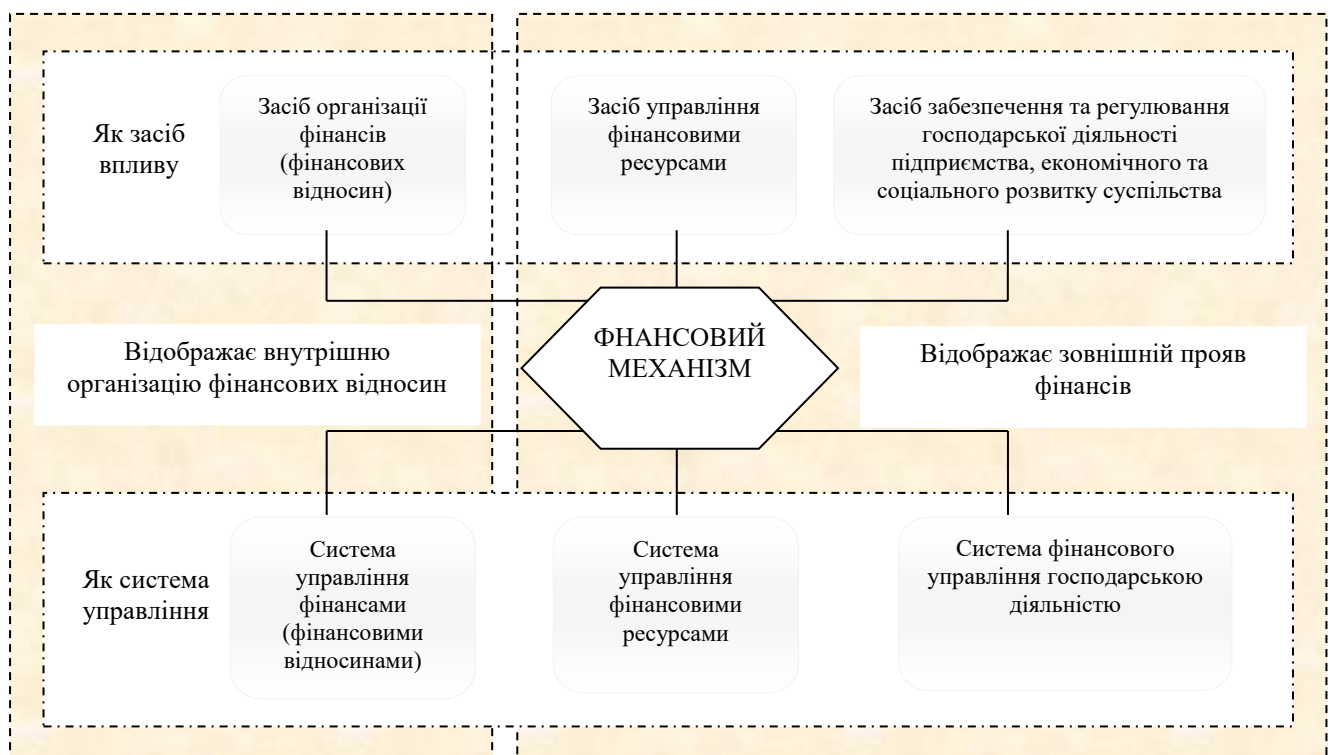 Як засіб
впливу
Засіб організації
фінансів
(фінансових
відносин)
Засіб управління
фінансовими
ресурсами
Засіб забезпечення та регулювання
господарської діяльності
підприємства, економічного та
соціального розвитку суспільства
Відображає внутрішню
організацію фінансових відносин
ФНАНСОВИЙ
МЕХАНІЗМ
Відображає зовнішній прояв
фінансів
Як система
управління
Система
управління
фінансами
(фінансовими
відносинами)
Система
управління
фінансовими
ресурсами
Система фінансового
управління господарською
діяльністю